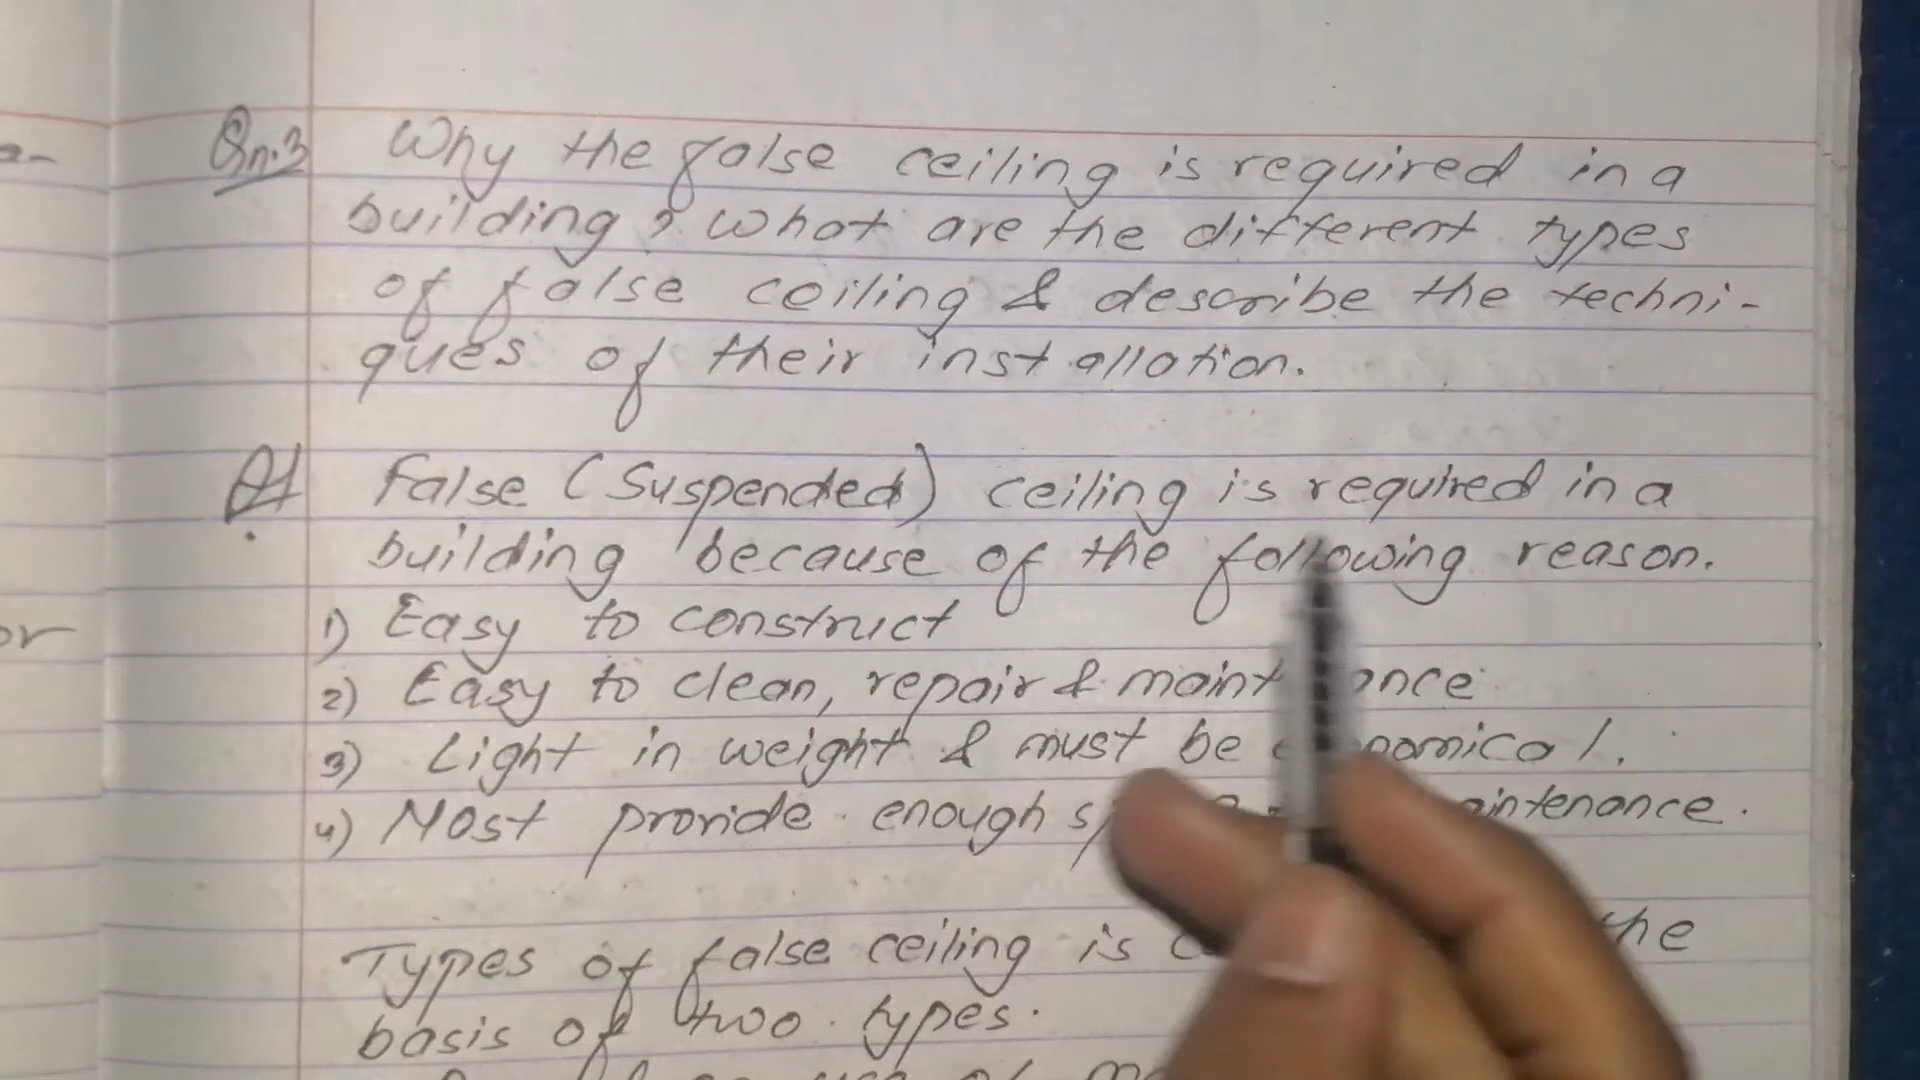 Qn.3 Why the false ceiling is required in a
building? What are the different types
of false ceiling & describe the techni-
ques of their installation.
False (Suspended) ceiling is required in a
building because of the following reason.
1) Easy to construct
2) Easy to clean, repair &
3) Light in weight & must be
4) Most provide enough
Types of false ceiling is the
basis of two types.
or